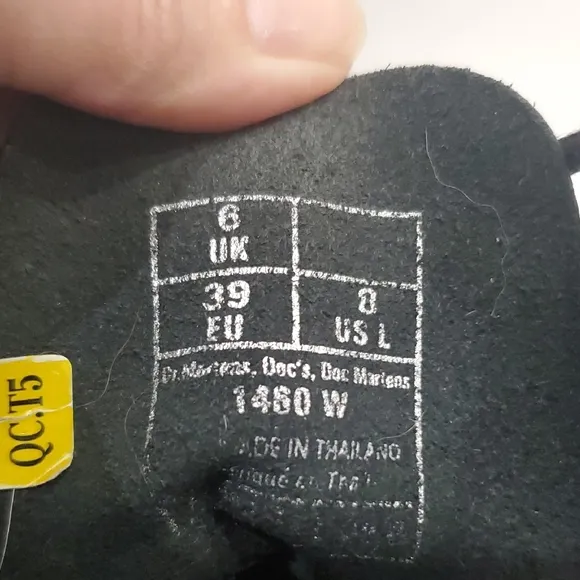 6
UK
39
EU
8
US L
Dr. Martens, Doc's, Doc Martens
1460 W
MADE IN THAILAND
QC.T5